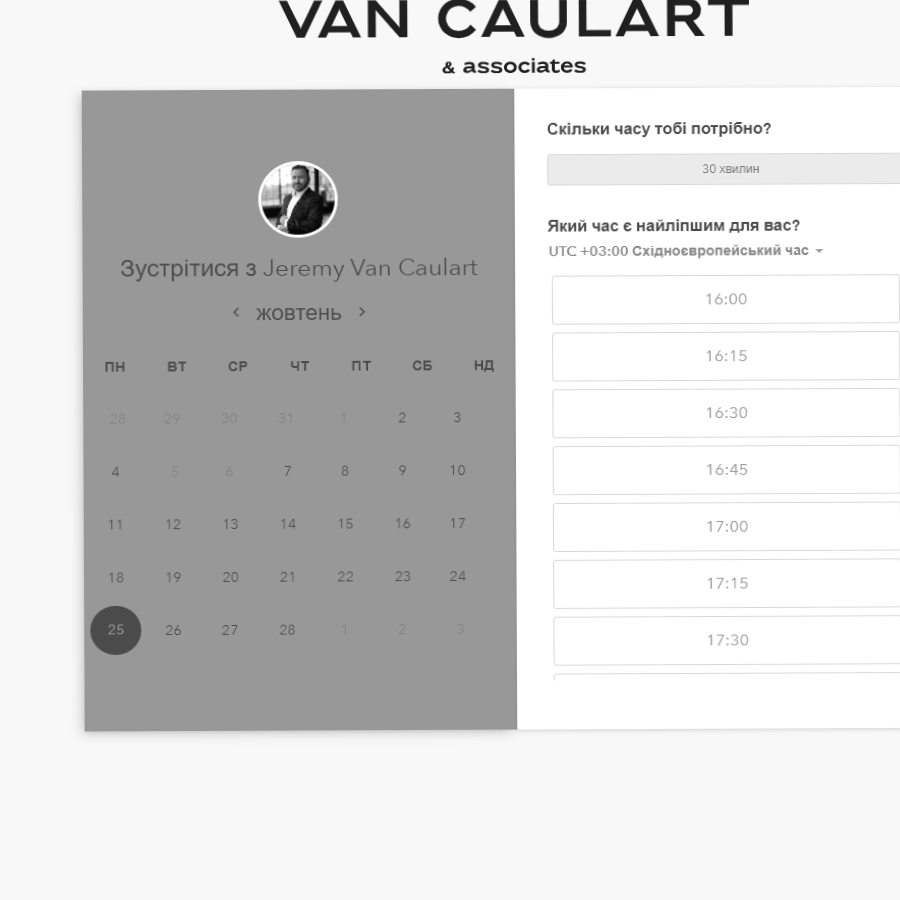 VAN CAULART
& associates
Зустрітися з Jeremy Van Caulart
жовтень
ПН ВТ СР ЧТ ПТ СБ НД
28 29 30 31 1 2 3
4 5 6 7 8 9 10
11 12 13 14 15 16 17
18 19 20 21 22 23 24
25 26 27 28 1 2 3
Скільки часу тобі потрібно?
30 хвилин
Який час є найліпшим для вас?
UTC +03:00 Східноєвропейський час
16:00
16:15
16:30
16:45
17:00
17:15
17:30